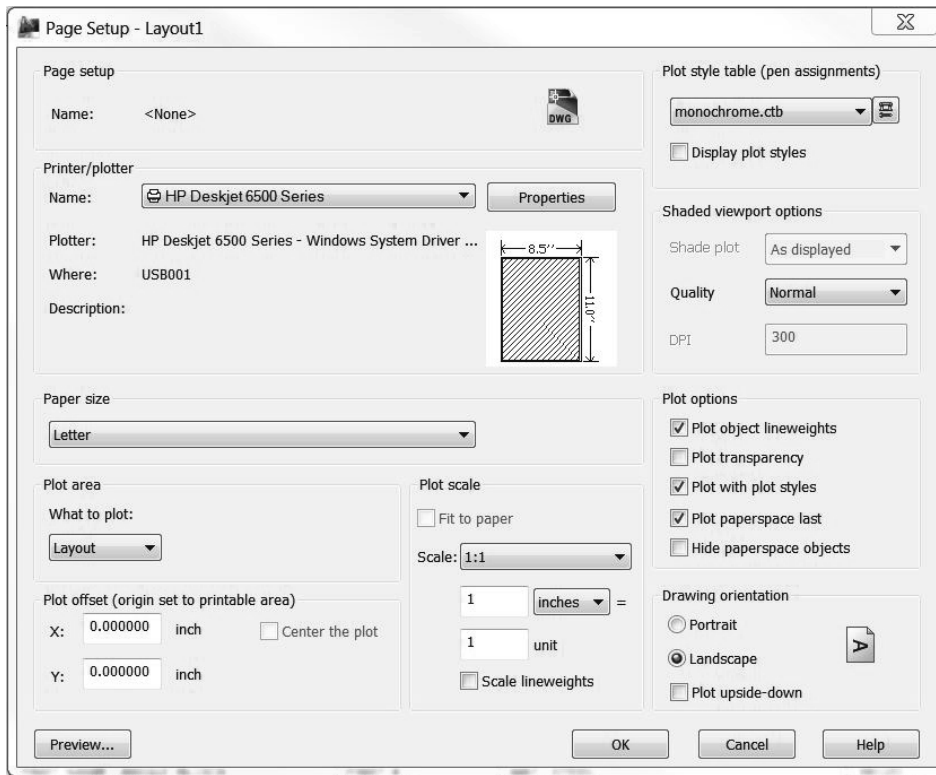 Page Setup - Layout1
Page setup
Name: <None>
DWG
Printer/plotter
Name: HP Deskjet 6500 Series
Properties
Plotter: HP Deskjet 6500 Series - Windows System Driver ...
Where: USB001
Description:
8.5''
11.0''
Paper size
Letter
Plot area
What to plot:
Layout
Plot offset (origin set to printable area)
X: 0.000000 inch
Center the plot
Y: 0.000000 inch
Plot scale
Fit to paper
Scale: 1:1
1 inches =
1 unit
Scale lineweights
Plot style table (pen assignments)
monochrome.ctb
Display plot styles
Shaded viewport options
Shade plot As displayed
Quality Normal
DPI 300
Plot options
Plot object lineweights
Plot transparency
Plot with plot styles
Plot paperspace last
Hide paperspace objects
Drawing orientation
Portrait
Landscape
Plot upside-down
A
Preview...
OK
Cancel
Help